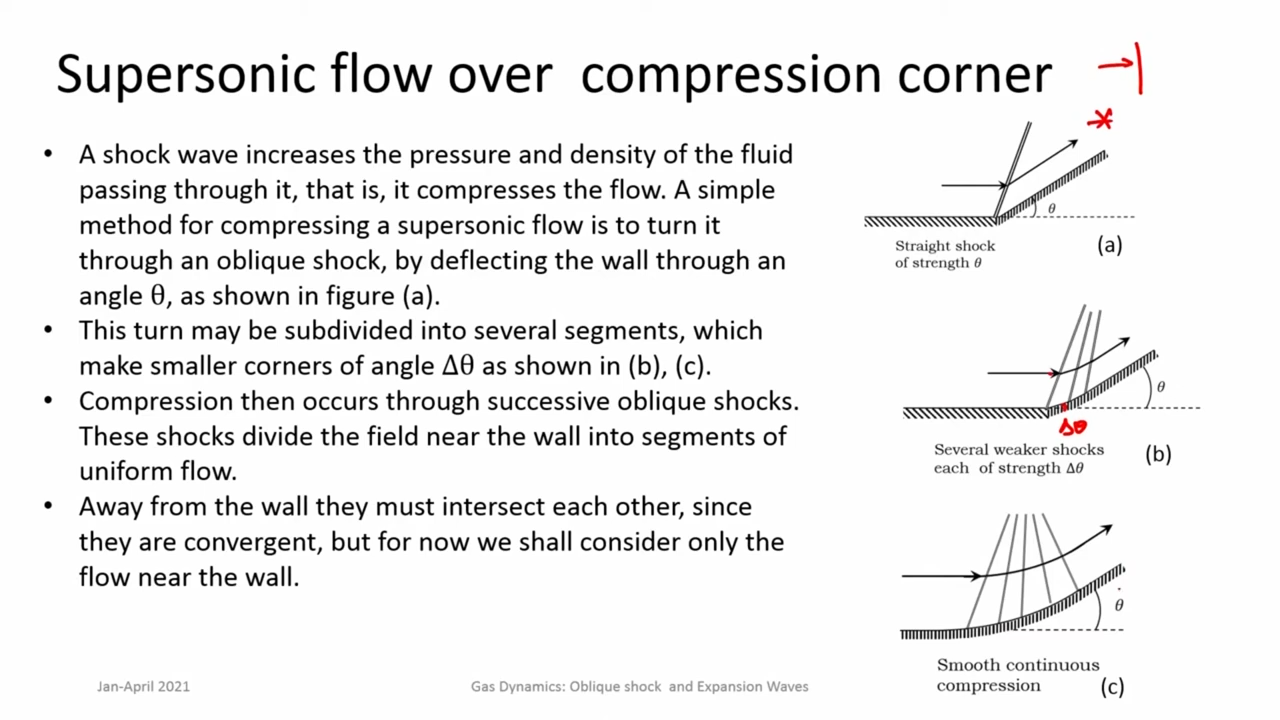 Supersonic flow over compression corner
• A shock wave increases the pressure and density of the fluid
passing through it, that is, it compresses the flow. A simple
method for compressing a supersonic flow is to turn it
through an oblique shock, by deflecting the wall through an
angle θ, as shown in figure (a).
• This turn may be subdivided into several segments, which
make smaller corners of angle Δθ as shown in (b), (c).
• Compression then occurs through successive oblique shocks.
These shocks divide the field near the wall into segments of
uniform flow.
• Away from the wall they must intersect each other, since
they are convergent, but for now we shall consider only the
flow near the wall.
θ
Straight shock
of strength θ
(a)
θ
Δθ
Several weaker shocks
each of strength Δθ
(b)
θ
Smooth continuous
compression
(c)
Jan-April 2021
Gas Dynamics: Oblique shock and Expansion Waves